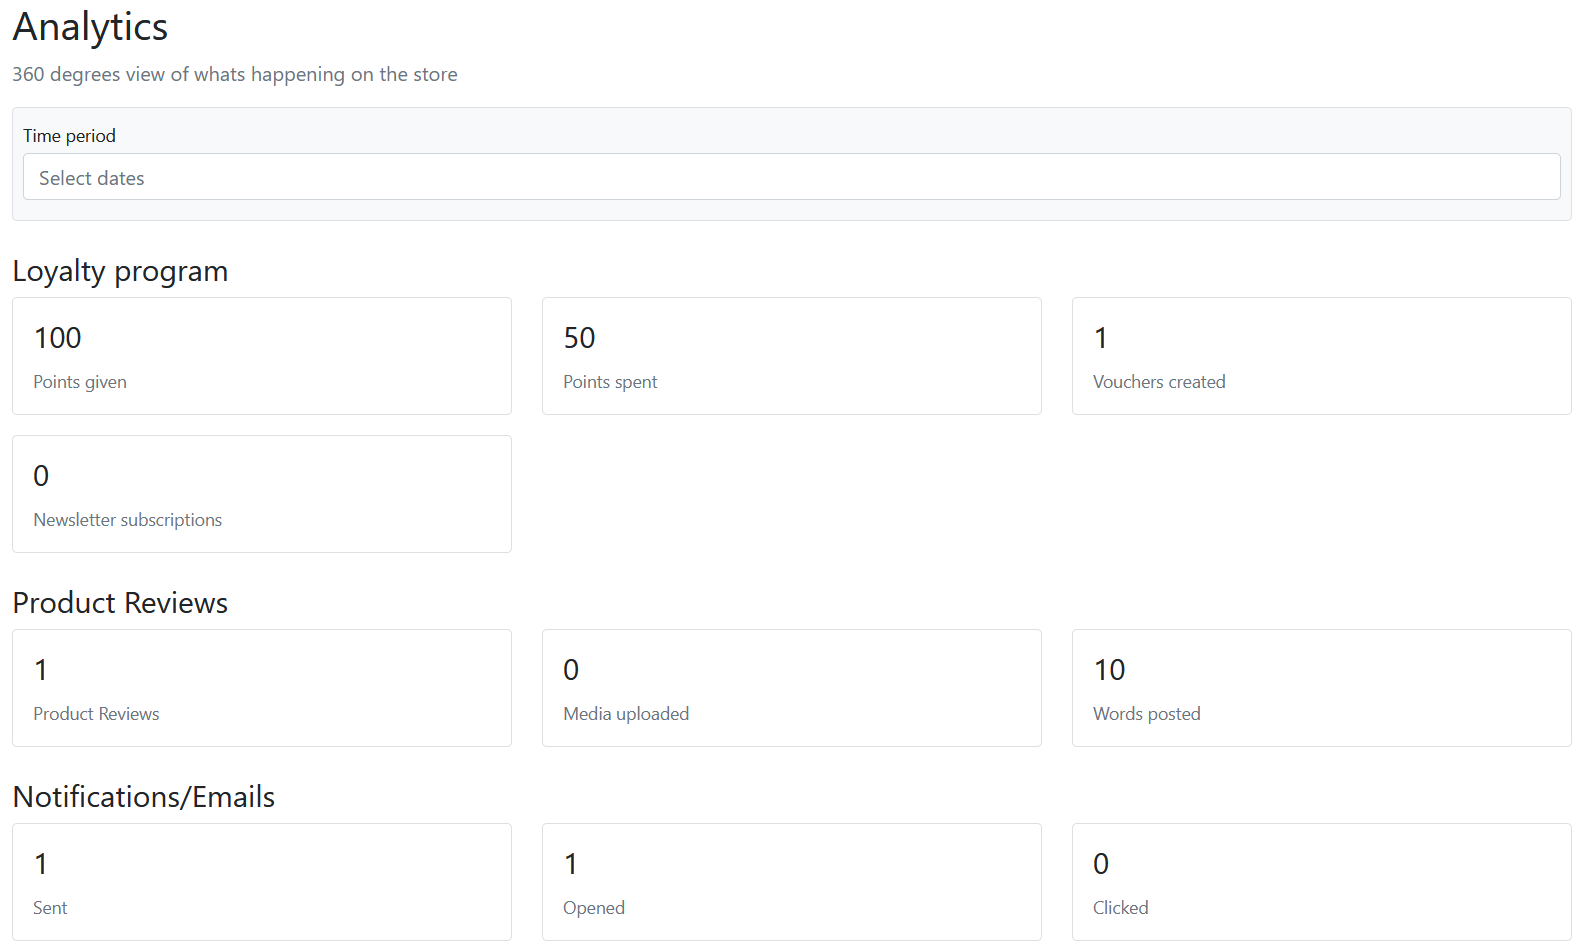 Analytics
360 degrees view of whats happening on the store
Time period
Select dates
Loyalty program
100
Points given
50
Points spent
1
Vouchers created
0
Newsletter subscriptions
Product Reviews
1
Product Reviews
0
Media uploaded
10
Words posted
Notifications/Emails
1
Sent
1
Opened
0
Clicked